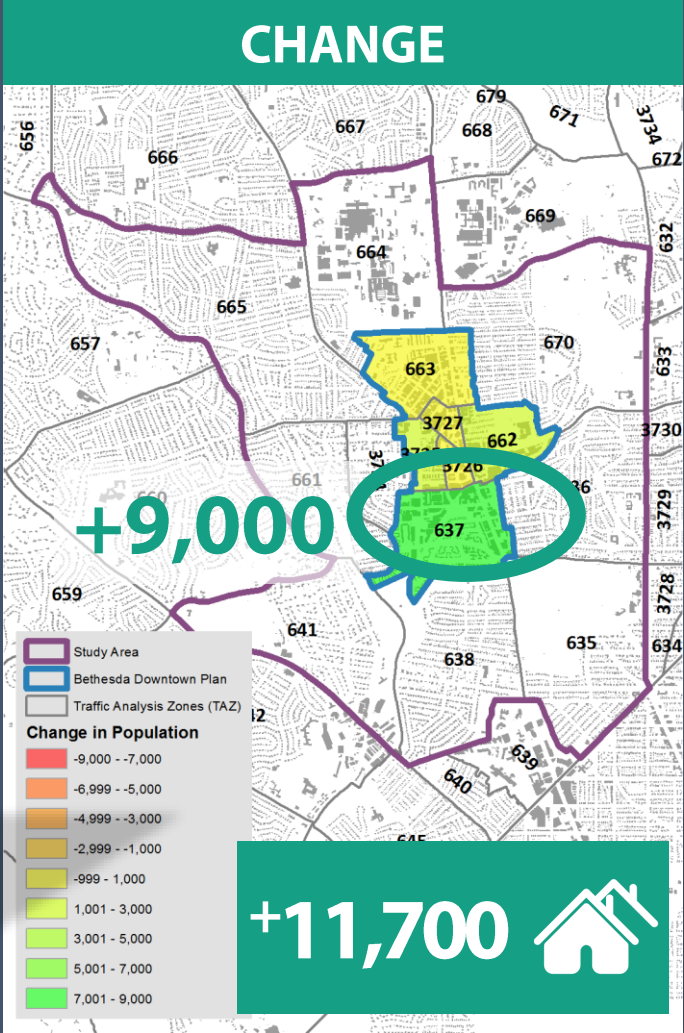 CHANGE
679
656
667
668
671
3734
666
672
669
632
664
665
657
670
663
633
3727
662
3730
3726
661
660
+9,000
637
3729
659
3728
641
635
634
638
Study Area
Bethesda Downtown Plan
Traffic Analysis Zones (TAZ)
Change in Population
639
-9,000 - -7,000
640
-6,999 - -5,000
-4,999 - -3,000
-2,999 - -1,000
-999 - 1,000
1,001 - 3,000
3,001 - 5,000
5,001 - 7,000
7,001 - 9,000
+11,700